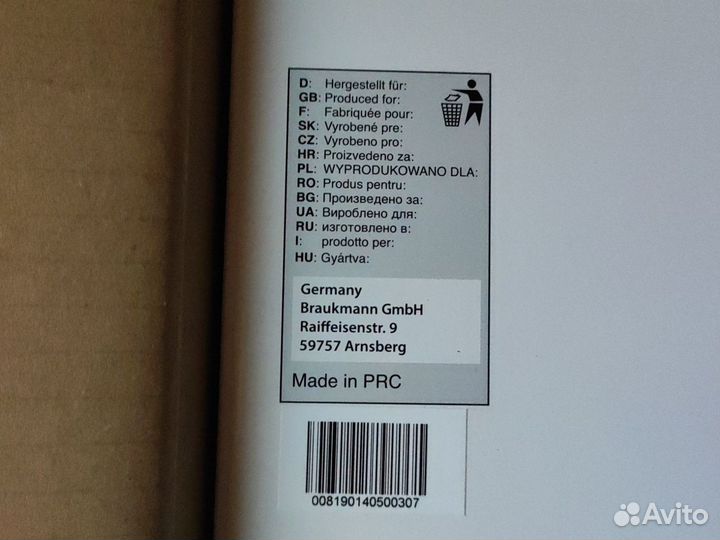 D: Hergestellt für:
GB: Produced for:
F: Fabriquée pour:
SK: Vyrobené pre:
CZ: Vyrobeno pro:
HR: Proizvedeno za:
PL: WYPRODUKOWANO DLA:
RO: Produs pentru:
BG: Произведено за:
UA: Вироблено для:
RU: изготовлено в:
I: prodotto per:
HU: Gyártva:
Germany
Braukmann GmbH
Raiffeisenstr. 9
59757 Arnsberg
Made in PRC
008190140500307
Avito